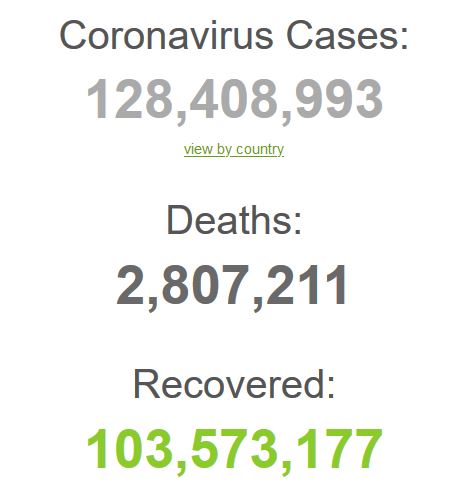 Coronavirus Cases:
128,408,993
view by country
Deaths:
2,807,211
Recovered:
103,573,177